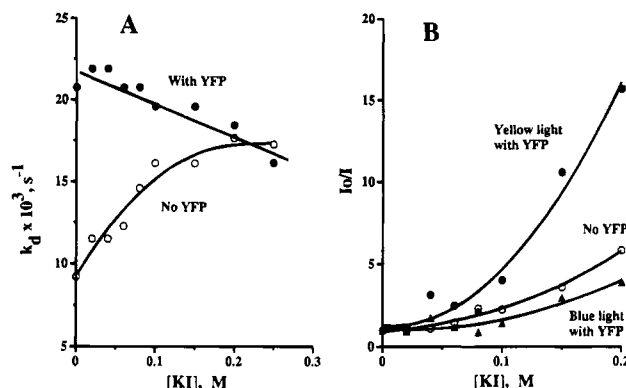 A
B
With YFP
No YFP
k_d x 10^-3, s^-1
25
20
15
10
5
0
0.1
0.2
0.3
[KI], M
Yellow light
with YFP
No YFP
Blue light
with YFP
Io/I
15
10
5
0
0
0.1
0.2
[KI], M